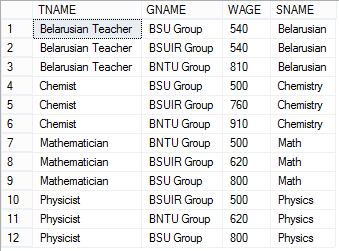 TNAME GNAME WAGE SNAME
1 Belarusian Teacher BSU Group 540 Belarusian
2 Belarusian Teacher BSUIR Group 540 Belarusian
3 Belarusian Teacher BNTU Group 810 Belarusian
4 Chemist BSU Group 500 Chemistry
5 Chemist BSUIR Group 760 Chemistry
6 Chemist BNTU Group 910 Chemistry
7 Mathematician BNTU Group 500 Math
8 Mathematician BSUIR Group 620 Math
9 Mathematician BSU Group 800 Math
10 Physicist BSUIR Group 500 Physics
11 Physicist BNTU Group 620 Physics
12 Physicist BSU Group 800 Physics